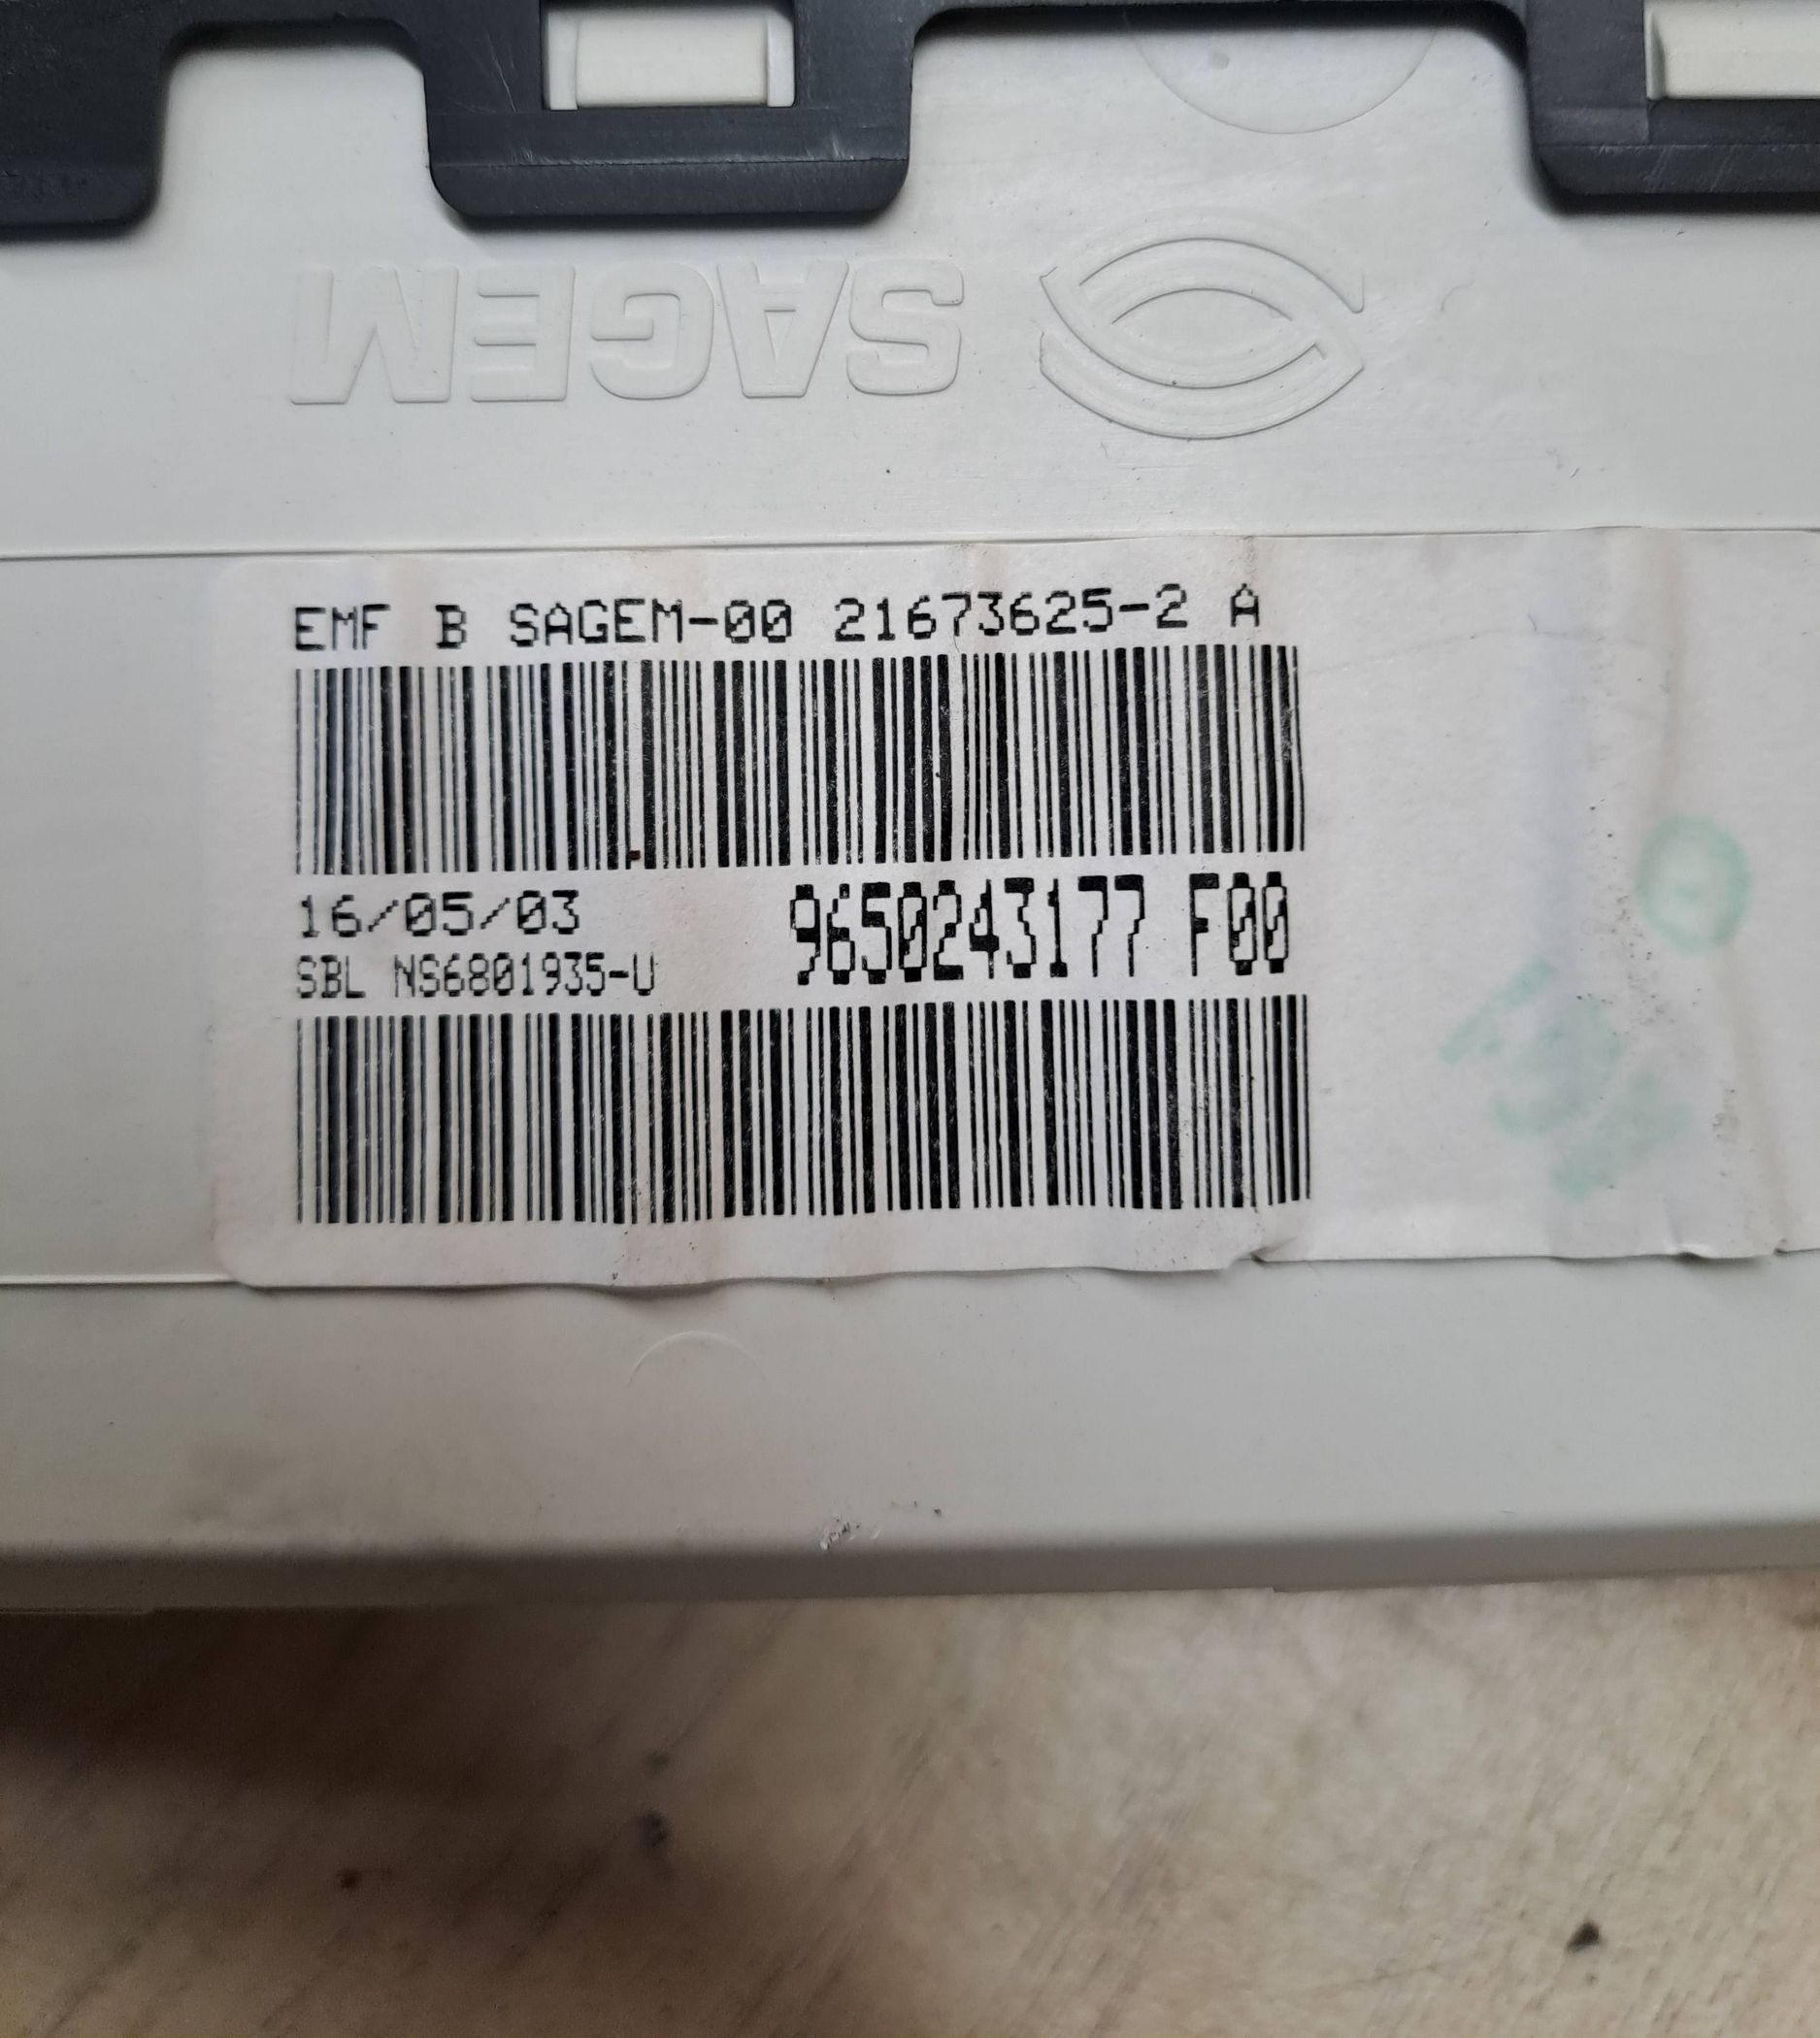 SAGEM
EMF B SAGEM-00 21673625-2 A
16/05/03
9650243177 F00
SBL NS6801935-U